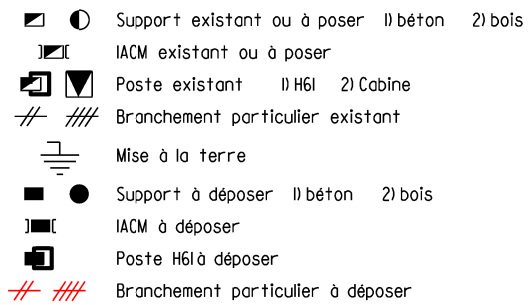 Support existant ou à poser 1) béton 2) bois
IACM existant ou à poser
Poste existant 1) H61 2) Cabine
Branchement particulier existant
Mise à la terre
Support à déposer 1) béton 2) bois
IACM à déposer
Poste H61 à déposer
Branchement particulier à déposer